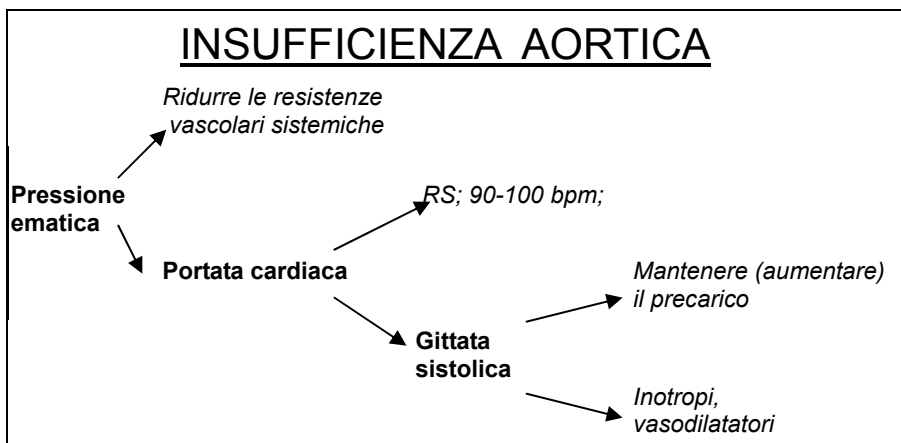 INSUFFICIENZA AORTICA
Ridurre le resistenze
vascolari sistemiche
Pressione
ematica
RS; 90-100 bpm;
Portata cardiaca
Mantenere (aumentare)
il precarico
Gittata
sistolica
Inotropi,
vasodilatatori